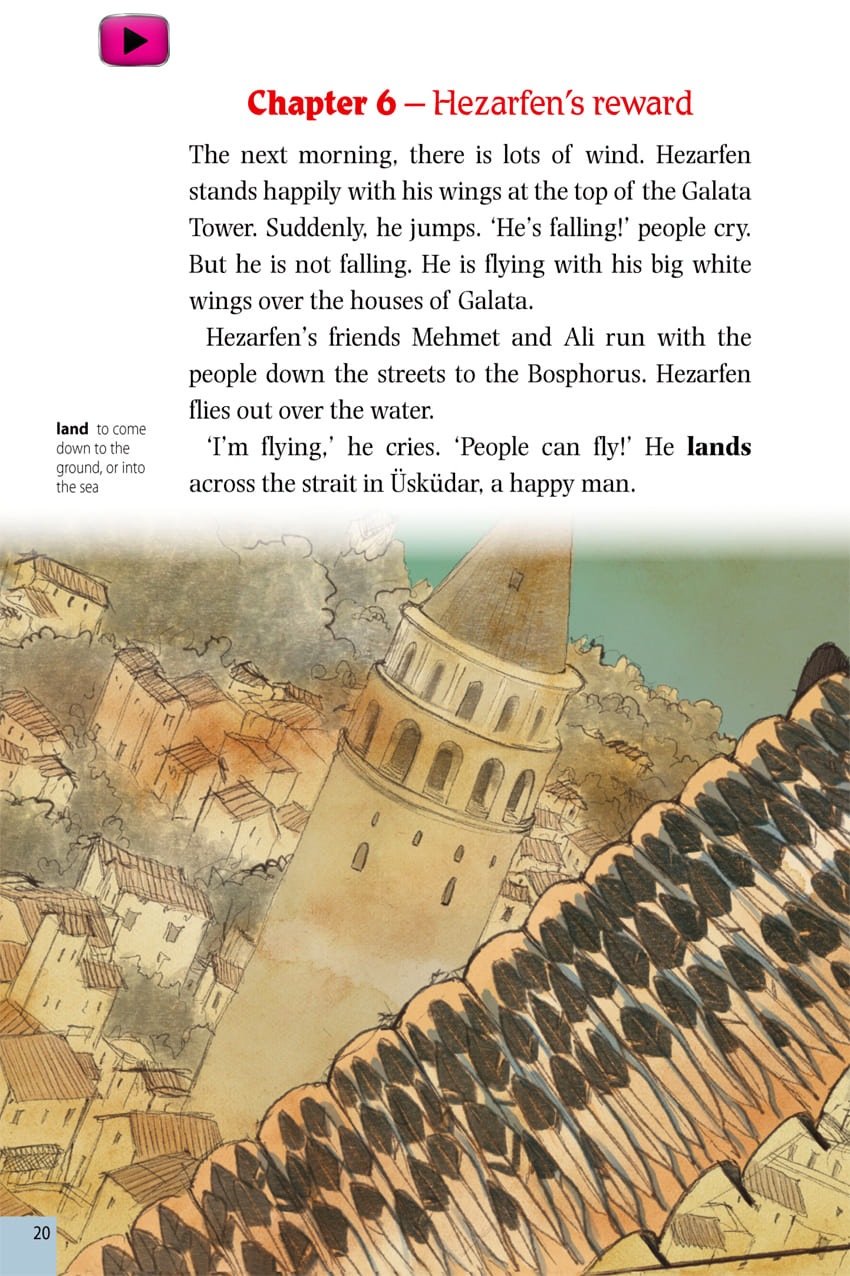 Chapter 6 – Hezarfen’s reward
The next morning, there is lots of wind. Hezarfen
stands happily with his wings at the top of the Galata
Tower. Suddenly, he jumps. ‘He’s falling!’ people cry.
But he is not falling. He is flying with his big white
wings over the houses of Galata.
Hezarfen’s friends Mehmet and Ali run with the
people down the streets to the Bosphorus. Hezarfen
flies out over the water.
‘I’m flying,’ he cries. ‘People can fly!’ He lands
across the strait in Üsküdar, a happy man.
land to come
down to the
ground, or into
the sea
20